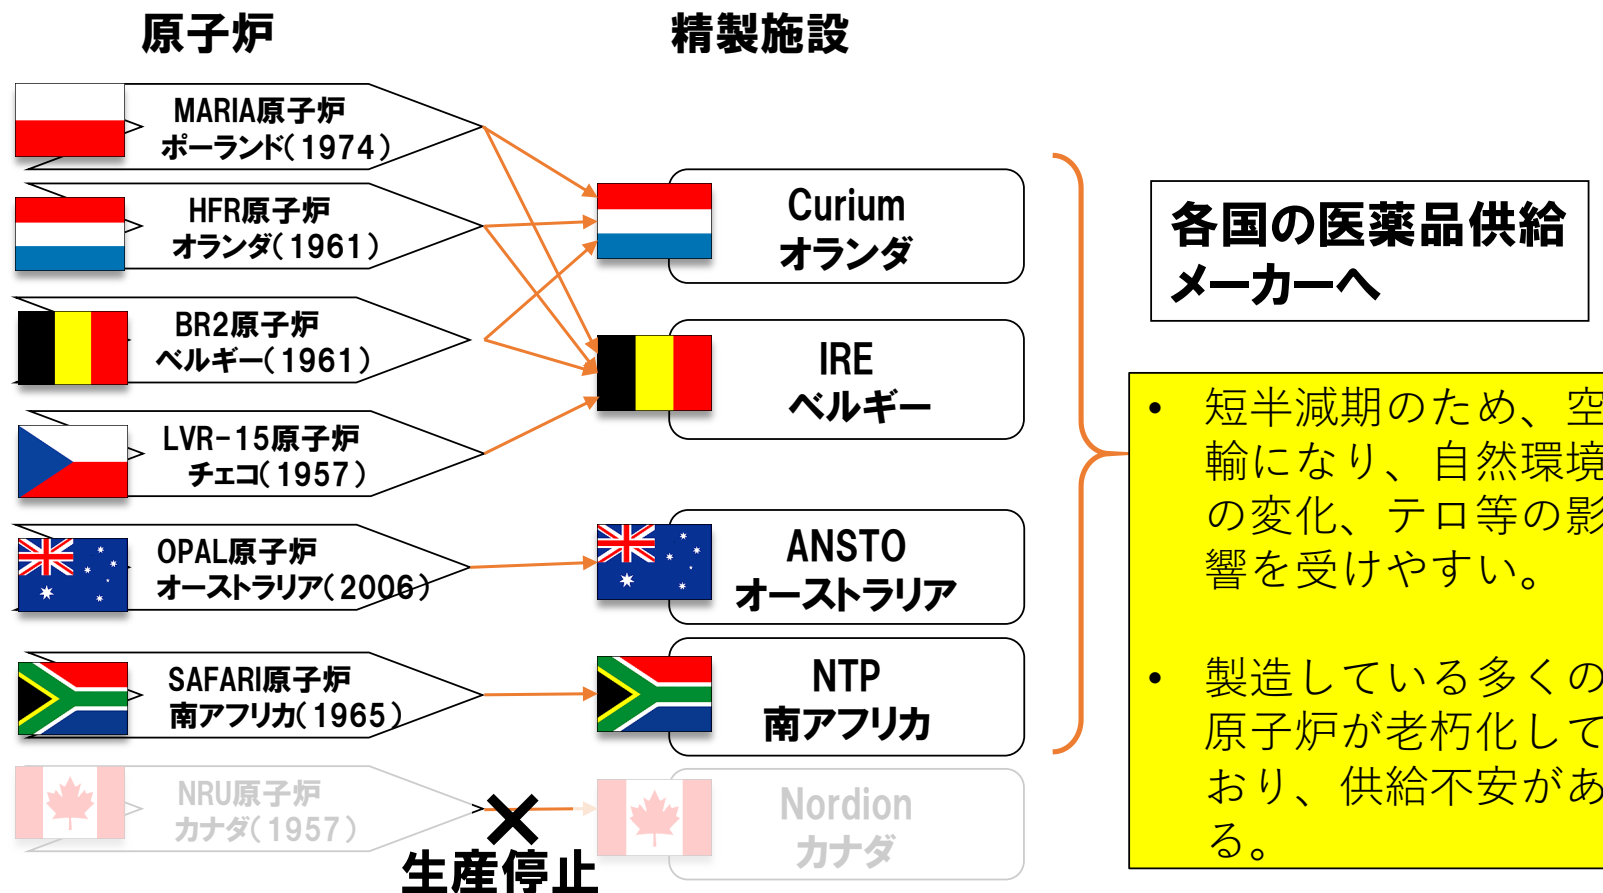 原子炉
精製施設
MARIA原子炉
ポーランド(1974)
HFR原子炉
オランダ(1961)
BR2原子炉
ベルギー(1961)
LVR-15原子炉
チェコ(1957)
OPAL原子炉
オーストラリア(2006)
SAFARI原子炉
南アフリカ(1965)
NRU原子炉
カナダ(1957)
生産停止
Curium
オランダ
IRE
ベルギー
ANSTO
オーストラリア
NTP
南アフリカ
Nordion
カナダ
各国の医薬品供給
メーカーへ
• 短半減期のため、空
輸になり、自然環境
の変化、テロ等の影
響を受けやすい。
• 製造している多くの
原子炉が老朽化して
おり、供給不安があ
る。